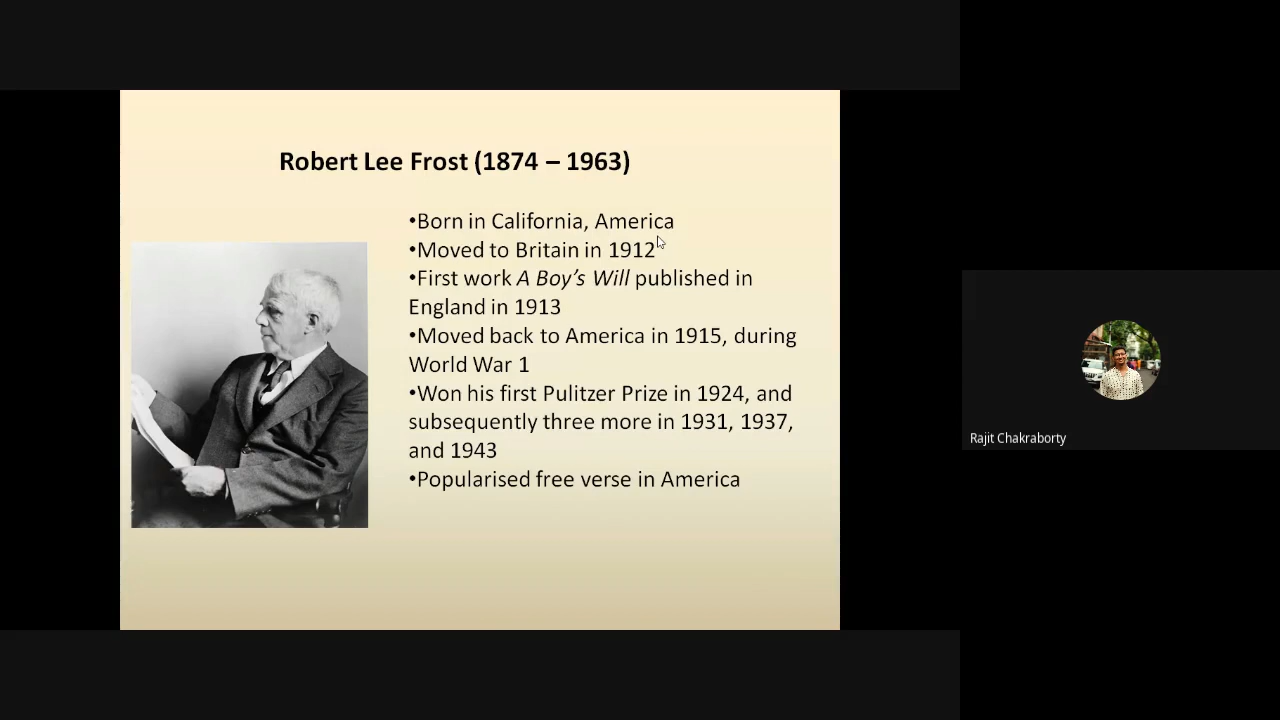 Robert Lee Frost (1874 – 1963)
•Born in California, America
•Moved to Britain in 1912
•First work A Boy’s Will published in
England in 1913
•Moved back to America in 1915, during
World War 1
•Won his first Pulitzer Prize in 1924, and
subsequently three more in 1931, 1937,
and 1943
•Popularised free verse in America
Rajit Chakraborty